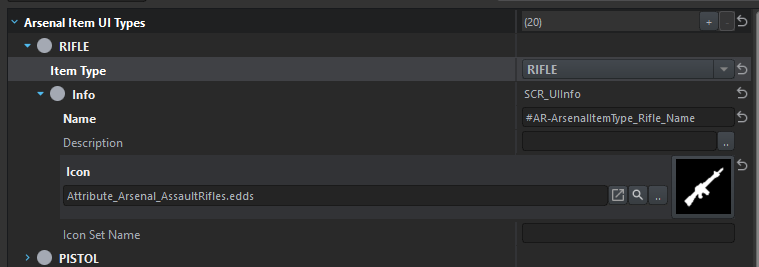 Arsenal Item UI Types (20) + -
RIFLE
Item Type RIFLE
Info SCR_UIInfo
Name #AR-ArsenalItemType_Rifle_Name
Description ..
Icon
Attribute_Arsenal_AssaultRifles.edds ..
Icon Set Name
PISTOL